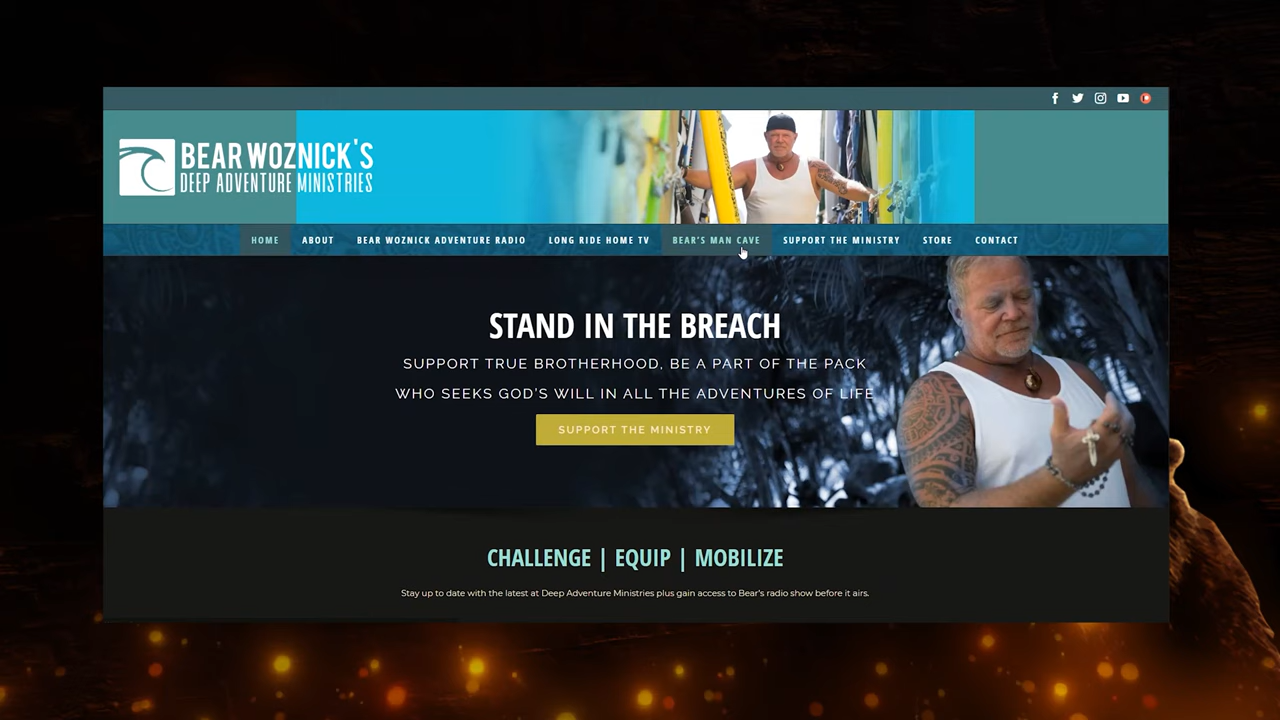 BEAR WOZNICK'S
DEEP ADVENTURE MINISTRIES
HOME ABOUT BEAR WOZNICK ADVENTURE RADIO LONG RIDE HOME TV BEAR'S MAN CAVE SUPPORT THE MINISTRY STORE CONTACT
STAND IN THE BREACH
SUPPORT TRUE BROTHERHOOD, BE A PART OF THE PACK
WHO SEEKS GOD'S WILL IN ALL THE ADVENTURES OF LIFE
SUPPORT THE MINISTRY
CHALLENGE | EQUIP | MOBILIZE
Stay up to date with the latest at Deep Adventure Ministries plus gain access to Bear's radio show before it airs.